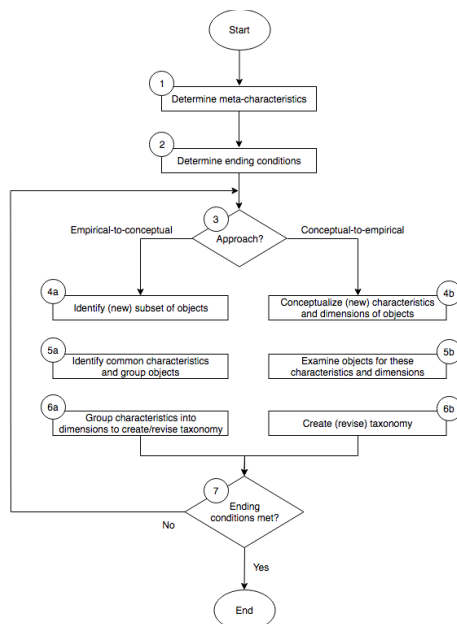 Start
1
Determine meta-characteristics
2
Determine ending conditions
3
Empirical-to-conceptual
Approach?
Conceptual-to-empirical
4a
Identify (new) subset of objects
4b
Conceptualize (new) characteristics
and dimensions of objects
5a
Identify common characteristics
and group objects
5b
Examine objects for these
characteristics and dimensions
6a
Group characteristics into
dimensions to create/revise taxonomy
6b
Create (revise) taxonomy
7
Ending
conditions met?
No
Yes
End